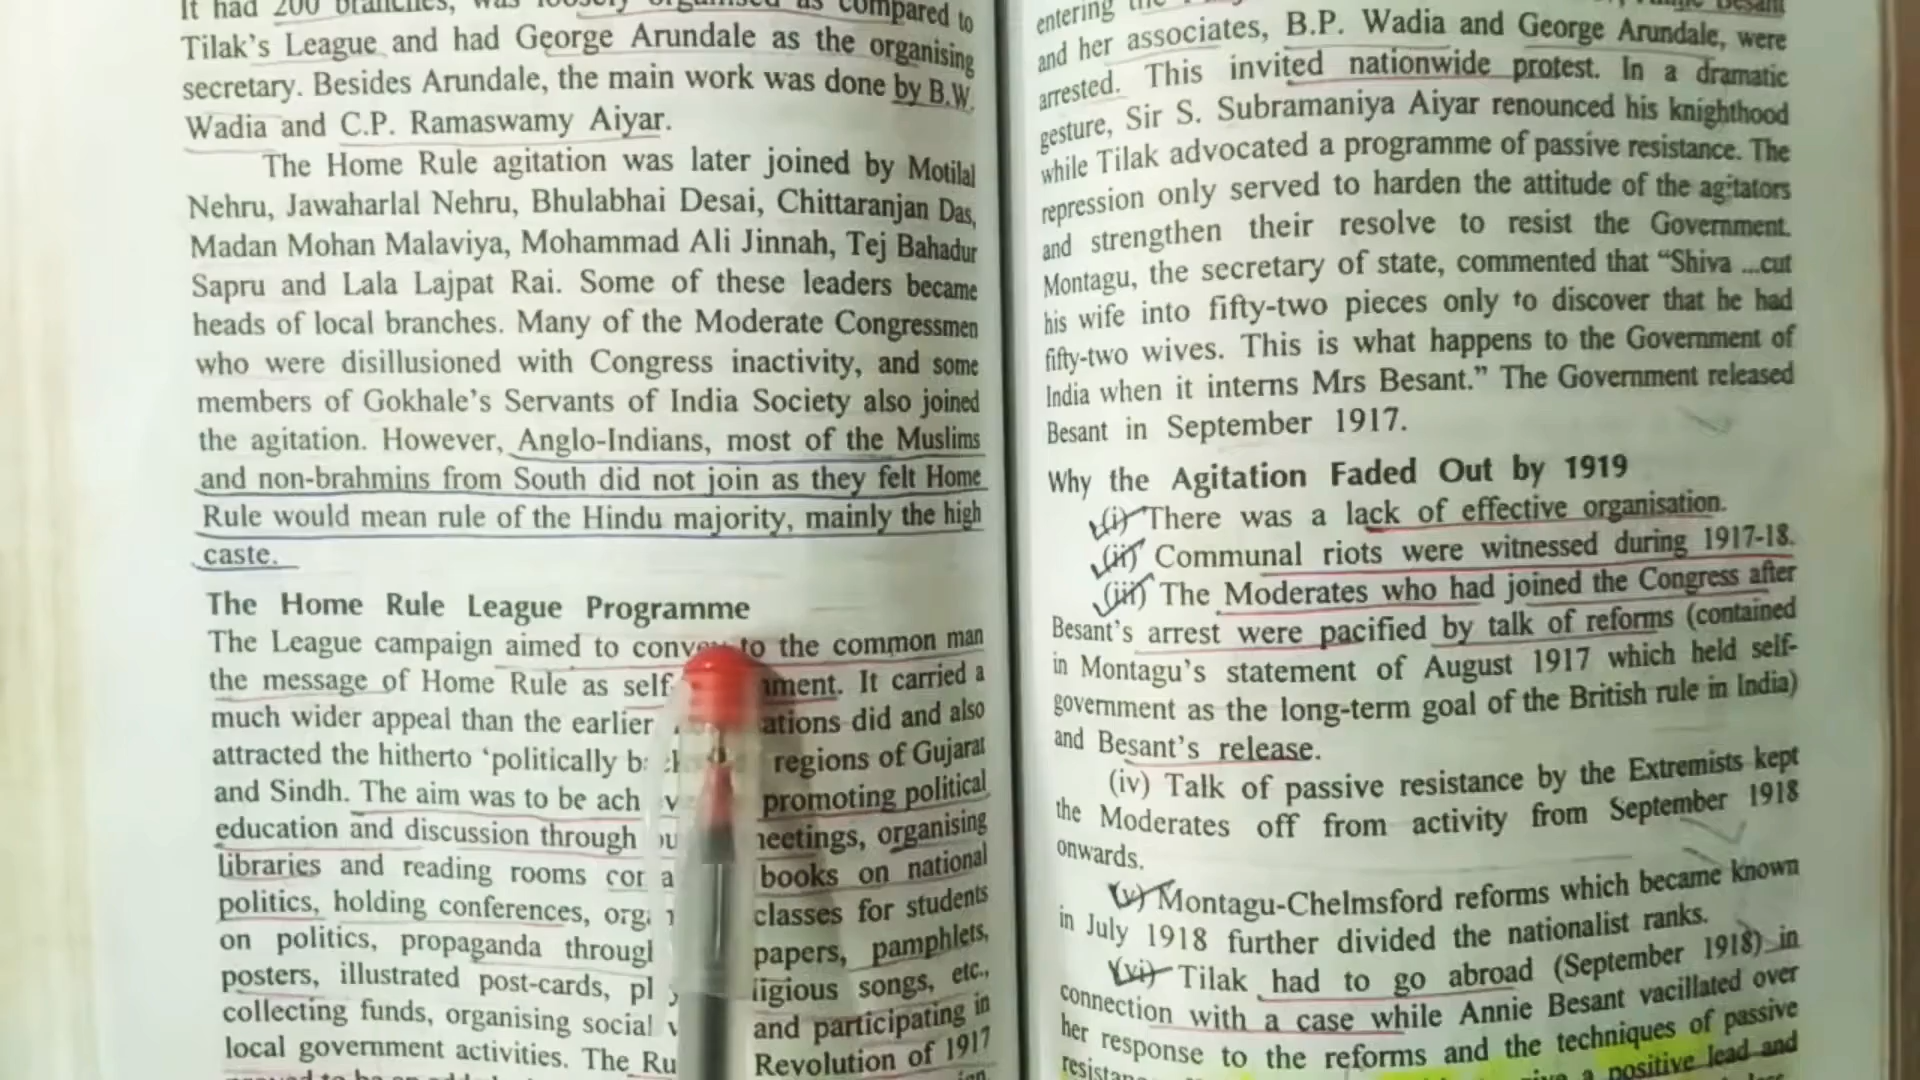 It had 200 branches, was loosely organised as compared to
Tilak's League and had George Arundale as the organising
secretary. Besides Arundale, the main work was done by B.W.
Wadia and C.P. Ramaswamy Aiyar.
The Home Rule agitation was later joined by Motilal
Nehru, Jawaharlal Nehru, Bhulabhai Desai, Chittaranjan Das,
Madan Mohan Malaviya, Mohammad Ali Jinnah, Tej Bahadur
Sapru and Lala Lajpat Rai. Some of these leaders became
heads of local branches. Many of the Moderate Congressmen
who were disillusioned with Congress inactivity, and some
members of Gokhale's Servants of India Society also joined
the agitation. However, Anglo-Indians, most of the Muslims
and non-brahmins from South did not join as they felt Home
Rule would mean rule of the Hindu majority, mainly the high
caste.
The Home Rule League Programme
The League campaign aimed to convey to the common man
the message of Home Rule as self- It carried a
much wider appeal than the earlier did and also
attracted the hitherto 'politically regions of Gujarat
and Sindh. The aim was to be promoting political
education and discussion through meetings, organising
libraries and reading rooms books on national
politics, holding conferences, classes for students
on politics, propaganda papers, pamphlets,
posters, illustrated post-cards, songs, etc.,
collecting funds, organising social and participating in
local government activities. The Revolution of 1917
entering the Besant
and her associates, B.P. Wadia and George Arundale, were
arrested. This invited nationwide protest. In a dramatic
gesture, Sir S. Subramaniya Aiyar renounced his knighthood
while Tilak advocated a programme of passive resistance. The
repression only served to harden the attitude of the agitators
and strengthen their resolve to resist the Government.
Montagu, the secretary of state, commented that "Shiva ...cut
his wife into fifty-two pieces only to discover that he had
fifty-two wives. This is what happens to the Government of
India when it interns Mrs Besant." The Government released
Besant in September 1917.
Why the Agitation Faded Out by 1919
(i) There was a lack of effective organisation.
(ii) Communal riots were witnessed during 1917-18.
(iii) The Moderates who had joined the Congress after
Besant's arrest were pacified by talk of reforms (contained
in Montagu's statement of August 1917 which held self-
government as the long-term goal of the British rule in India)
and Besant's release.
(iv) Talk of passive resistance by the Extremists kept
the Moderates off from activity from September 1918
onwards.
(v) Montagu-Chelmsford reforms which became known
in July 1918 further divided the nationalist ranks.
(vi) Tilak had to go abroad (September 1918) in
connection with a case while Annie Besant vacillated over
her response to the reforms and the techniques of passive
a positive lead and